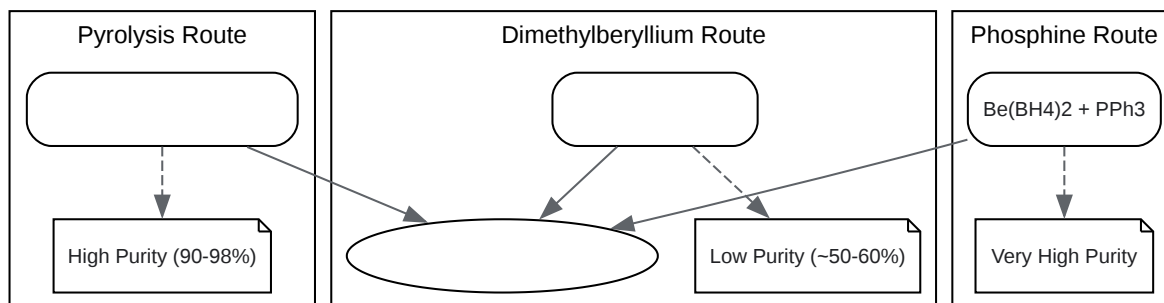 Pyrolysis Route
Dimethylberyllium Route
Phosphine Route
Be(BH4)2 + PPh3
High Purity (90-98%)
Low Purity (~50-60%)
Very High Purity